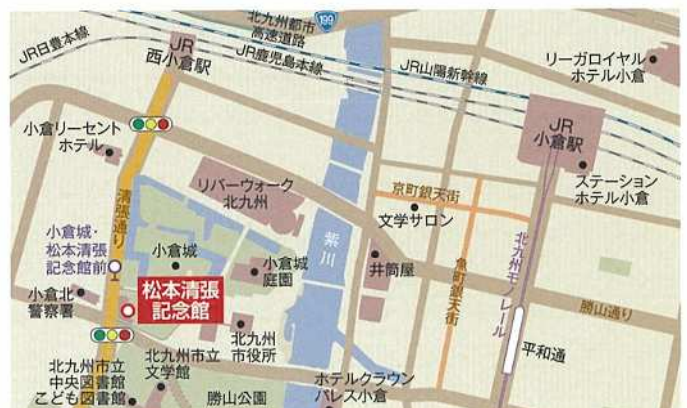 199
北九州都市
高速道路
JR日豊本線
JR
西小倉駅
JR鹿児島本線
JR山陽新幹線
リーガロイヤル
ホテル小倉
JR
小倉駅
小倉リーセント
ホテル
ステーション
ホテル小倉
リバーウォーク
北九州
京町銀天街
文学サロン
清張通り
小倉城・
松本清張
記念館前
小倉城
小倉城
庭園
紫川
井筒屋
魚町銀天街
北九州モノレール
勝山通り
小倉北
警察署
松本清張
記念館
北九州
市役所
平和通
北九州市立
中央図書館
こども図書館
北九州市立
文学館
勝山公園
ホテルクラウン
パレス小倉